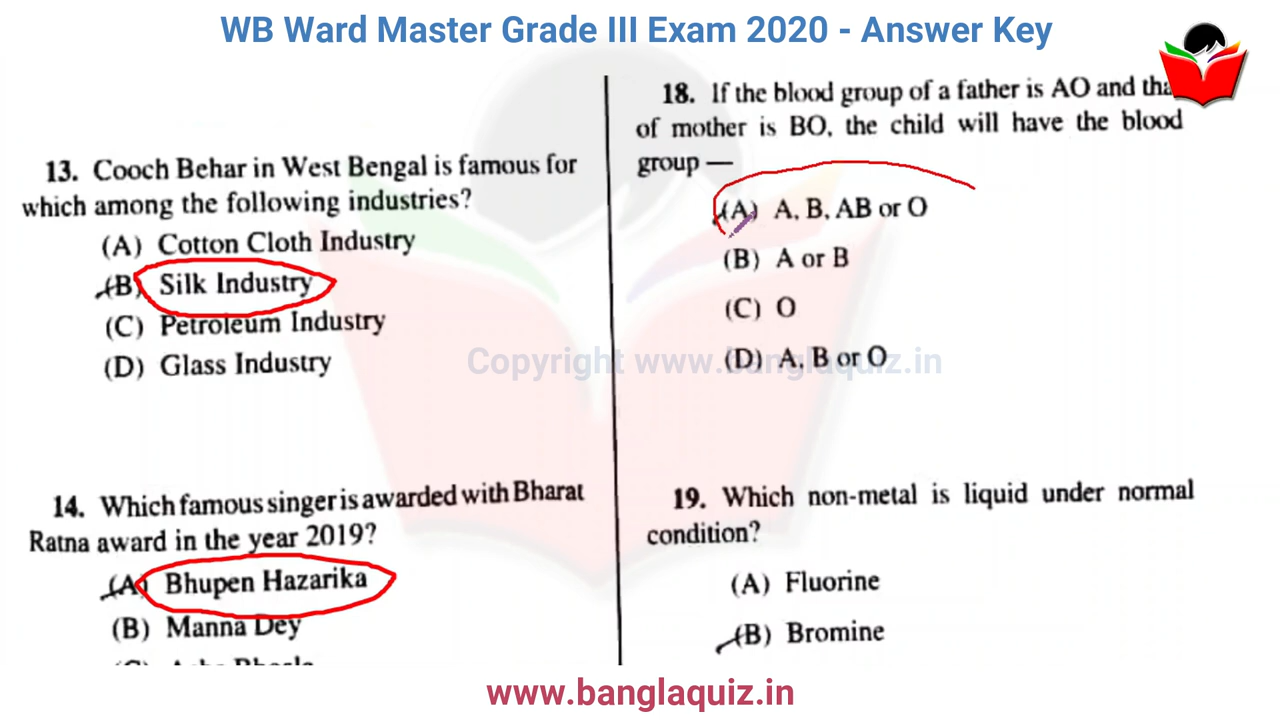 WB Ward Master Grade III Exam 2020 - Answer Key
13. Cooch Behar in West Bengal is famous for
which among the following industries?
(A) Cotton Cloth Industry
(B) Silk Industry
(C) Petroleum Industry
(D) Glass Industry
14. Which famous singer is awarded with Bharat
Ratna award in the year 2019?
(A) Bhupen Hazarika
(B) Manna Dey
18. If the blood group of a father is AO and tha
of mother is BO, the child will have the blood
group —
(A) A, B, AB or O
(B) A or B
(C) O
(D) A, B or O
Copyright www.banglaquiz.in
19. Which non-metal is liquid under normal
condition?
(A) Fluorine
(B) Bromine
www.banglaquiz.in